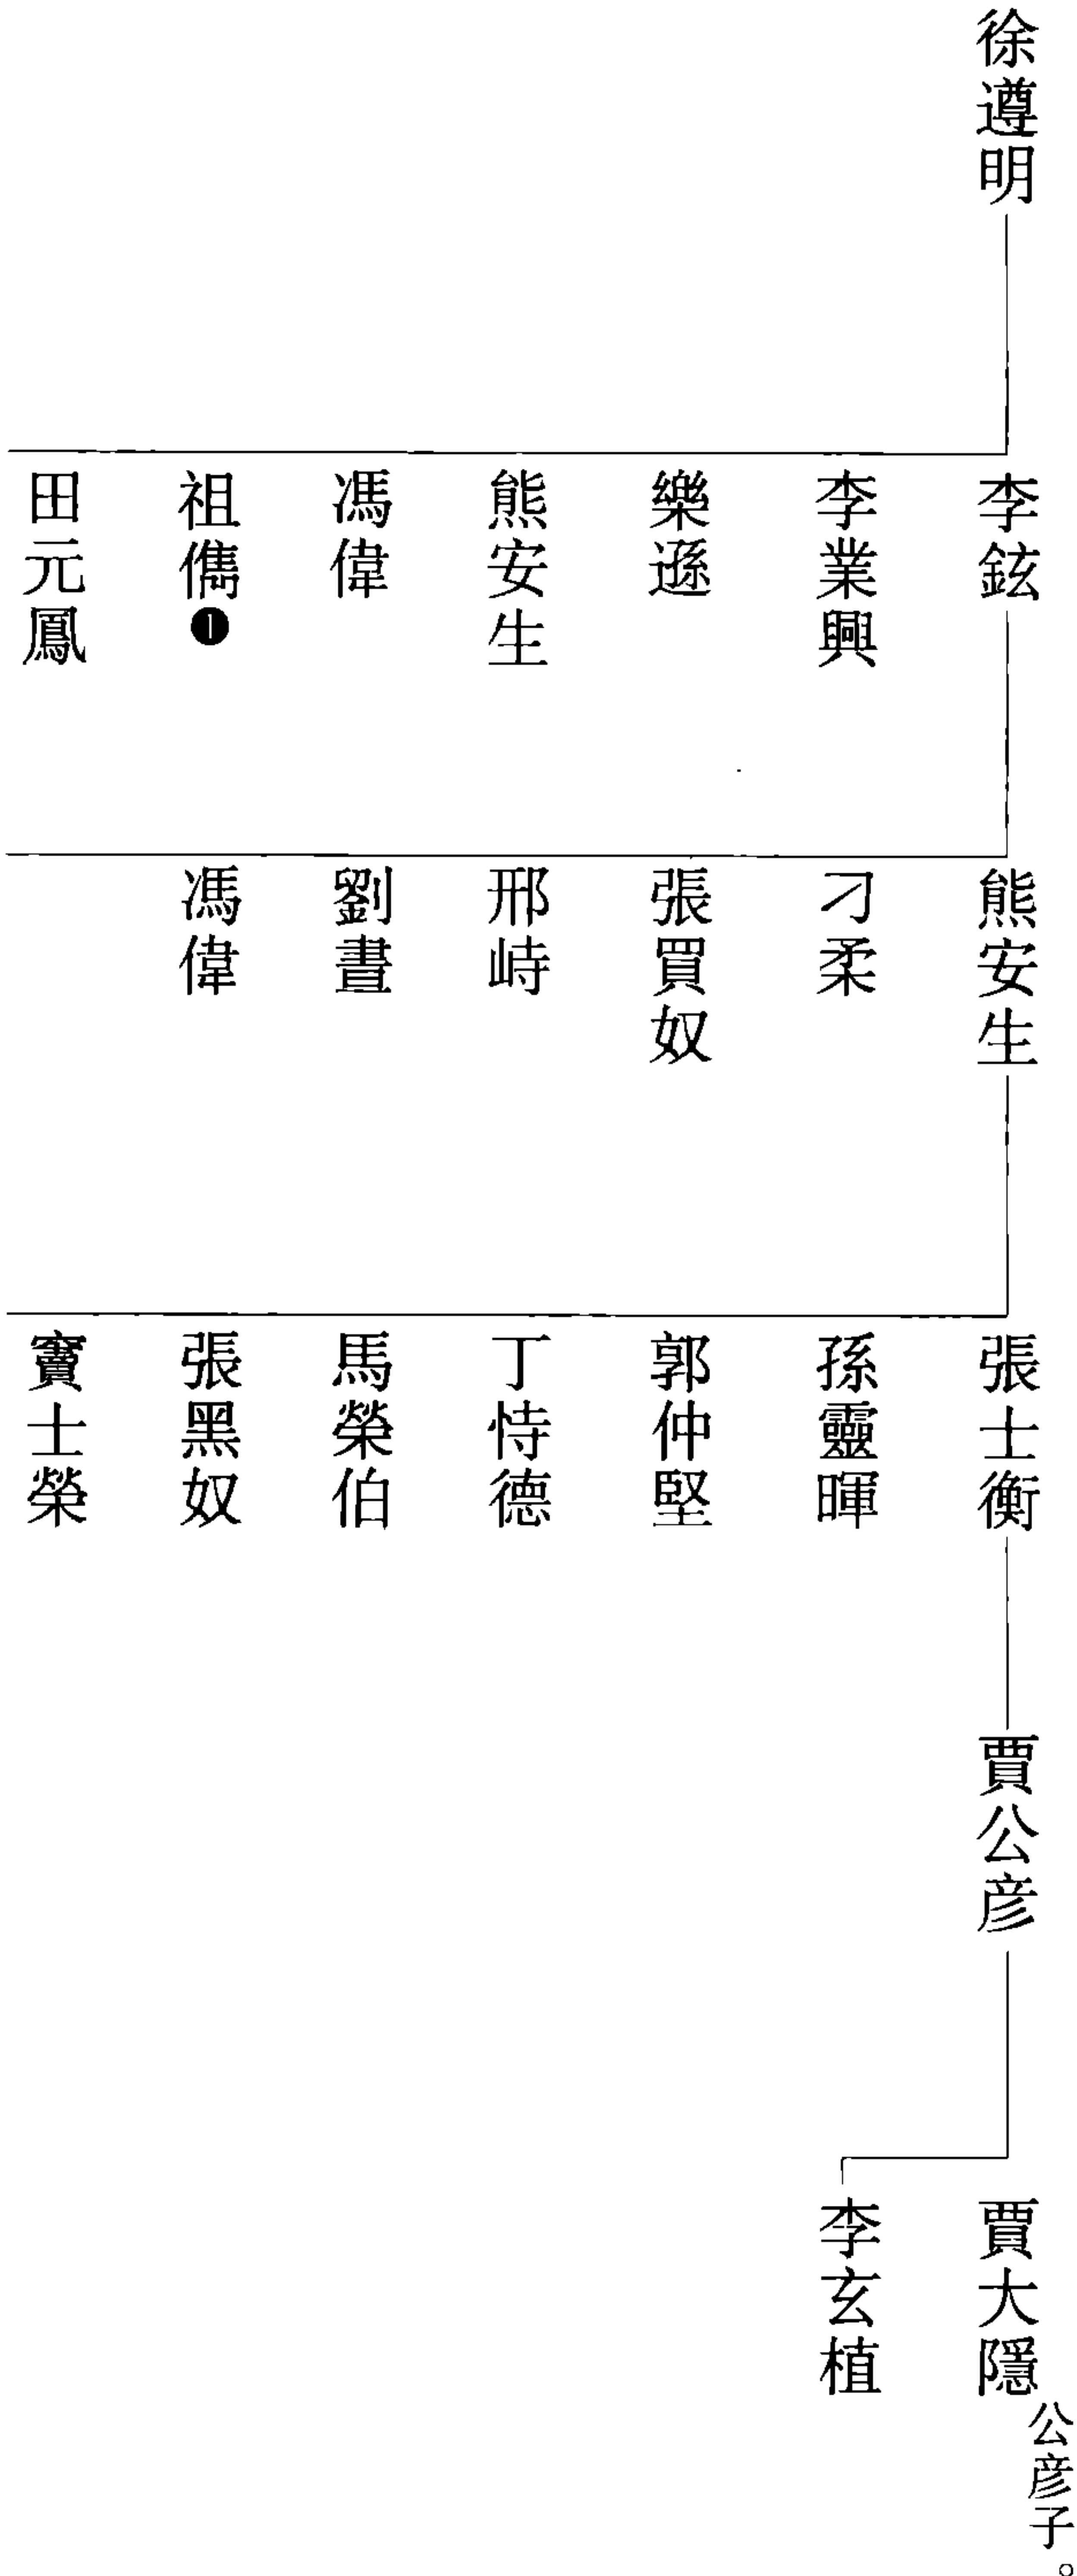 徐遵明
李鉉
李業興
樂遜
熊安生
馮偉
祖儁❶
田元鳳
熊安生
刁柔
張買奴
邢峙
劉晝
馮偉
張士衡
孫靈暉
郭仲堅
丁恃德
馬榮伯
張黑奴
竇士榮
賈公彦
賈大隱公彦子。
李玄植